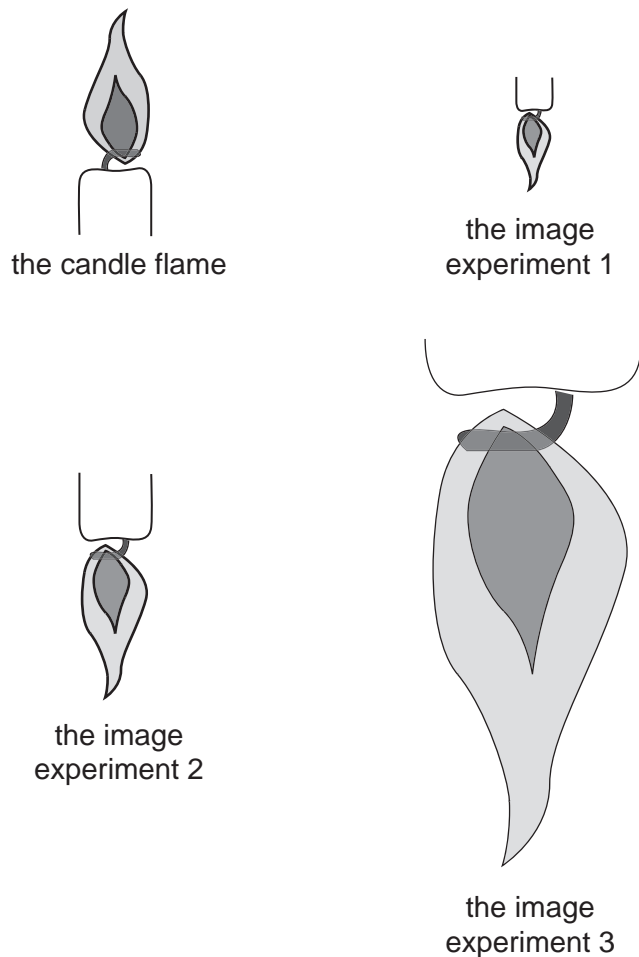 the candle flame
the image
experiment 1
the image
experiment 2
the image
experiment 3